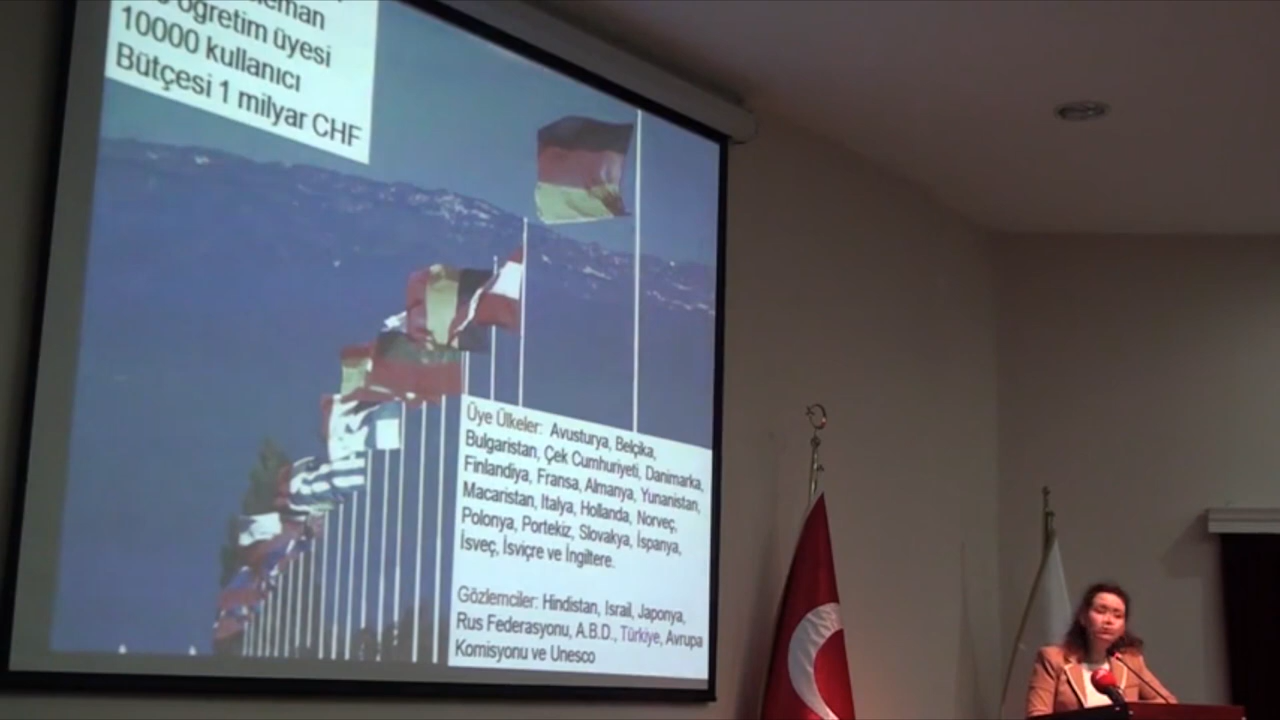 öğretim üyesi
10000 kullanıcı
Bütçesi 1 milyar CHF
Üye Ülkeler: Avusturya, Belçika,
Bulgaristan, Çek Cumhuriyeti, Danimarka,
Finlandiya, Fransa, Almanya, Yunanistan,
Macaristan, Italya, Hollanda, Norveç,
Polonya, Portekiz, Slovakya, İspanya,
İsveç, İsviçre ve İngiltere.
Gözlemciler: Hindistan, Israil, Japonya,
Rus Federasyonu, A.B.D., Türkiye, Avrupa
Komisyonu ve Unesco